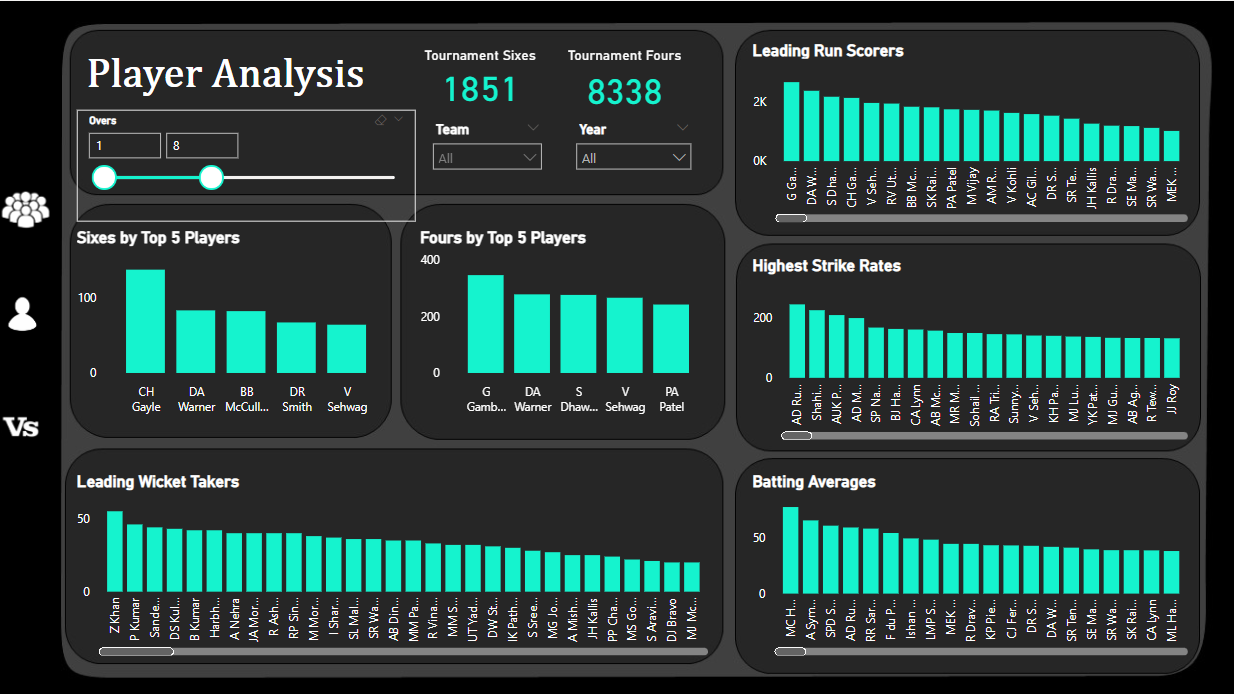 Player Analysis
Overs
1 8
Tournament Sixes
1851
Tournament Fours
8338
Team
All
Year
All
Vs
Sixes by Top 5 Players
100
0
CH Gayle
DA Warner
BB McCull...
DR Smith
V Sehwag
Fours by Top 5 Players
400
200
0
G Gamb...
DA Warner
S Dhaw...
V Sehwag
PA Patel
Leading Wicket Takers
50
0
Z Khan
P Kumar
Sande...
DS Kul...
B Kumar
Harbh...
A Nehra
JA Mor...
R Ash...
RP Sin...
M Mor...
I Shar...
SL Mal...
SR Wa...
AB Din...
MM Pa...
R Vina...
MM S...
UT Yad...
DW St...
IK Path...
S Sree...
MG Jo...
A Mish...
JH Kallis
PP Cha...
MS Go...
S Aravi...
DJ Bravo
MJ Mc...
Leading Run Scorers
2K
0K
G Ga...
DA W...
S Dha...
CH Ga...
V Seh...
RV Ut...
BB Mc...
SK Rai...
PA Patel
M Vijay
AM R...
V Kohli
AC Gil...
DR S...
SR Te...
JH Kallis
R Dra...
SE Ma...
SR Wa...
MEK ...
Highest Strike Rates
200
0
AD Ru...
Shahi...
AUK P...
AD M...
SP Na...
BJ Ha...
CA Lynn
AB Mc...
MR M...
Sohail ...
RA Tri...
Sunny...
V Seh...
KH Pa...
MJ Lu...
YK Pat...
MJ Gu...
AB Ag...
R Tew...
JJ Roy
Batting Averages
50
0
MC H...
A Sym...
SPD S...
AD Ru...
RR Sar...
F du P...
Ishan ...
LMP S...
MEK ...
R Drav...
KP Pie...
CJ Fer...
DR S...
DA W...
SR Ten...
SE Ma...
SR Wa...
SK Rai...
CA Lynn
ML Ha...